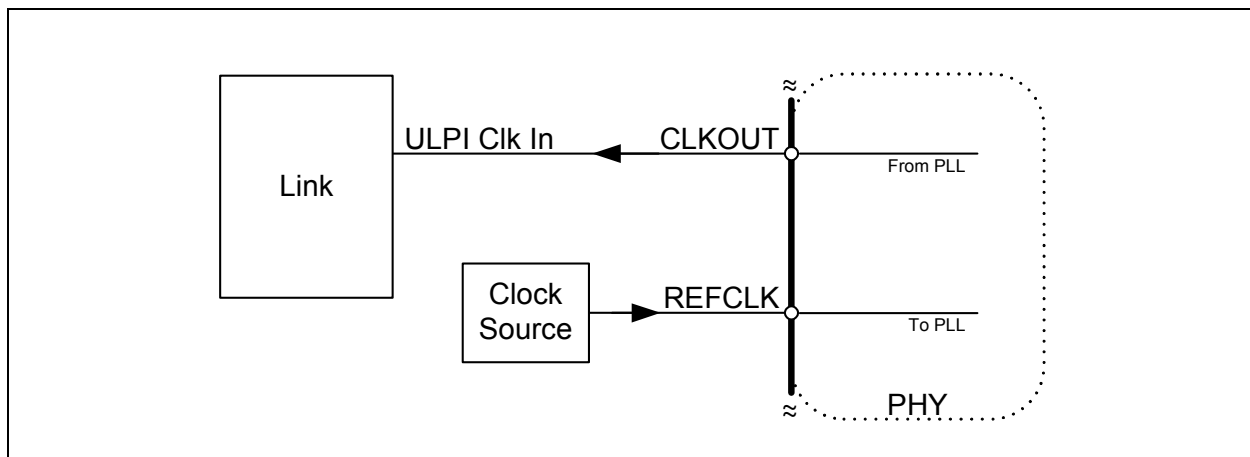 ULPI Clk In
CLKOUT
From PLL
Link
Clock
Source
REFCLK
To PLL
PHY